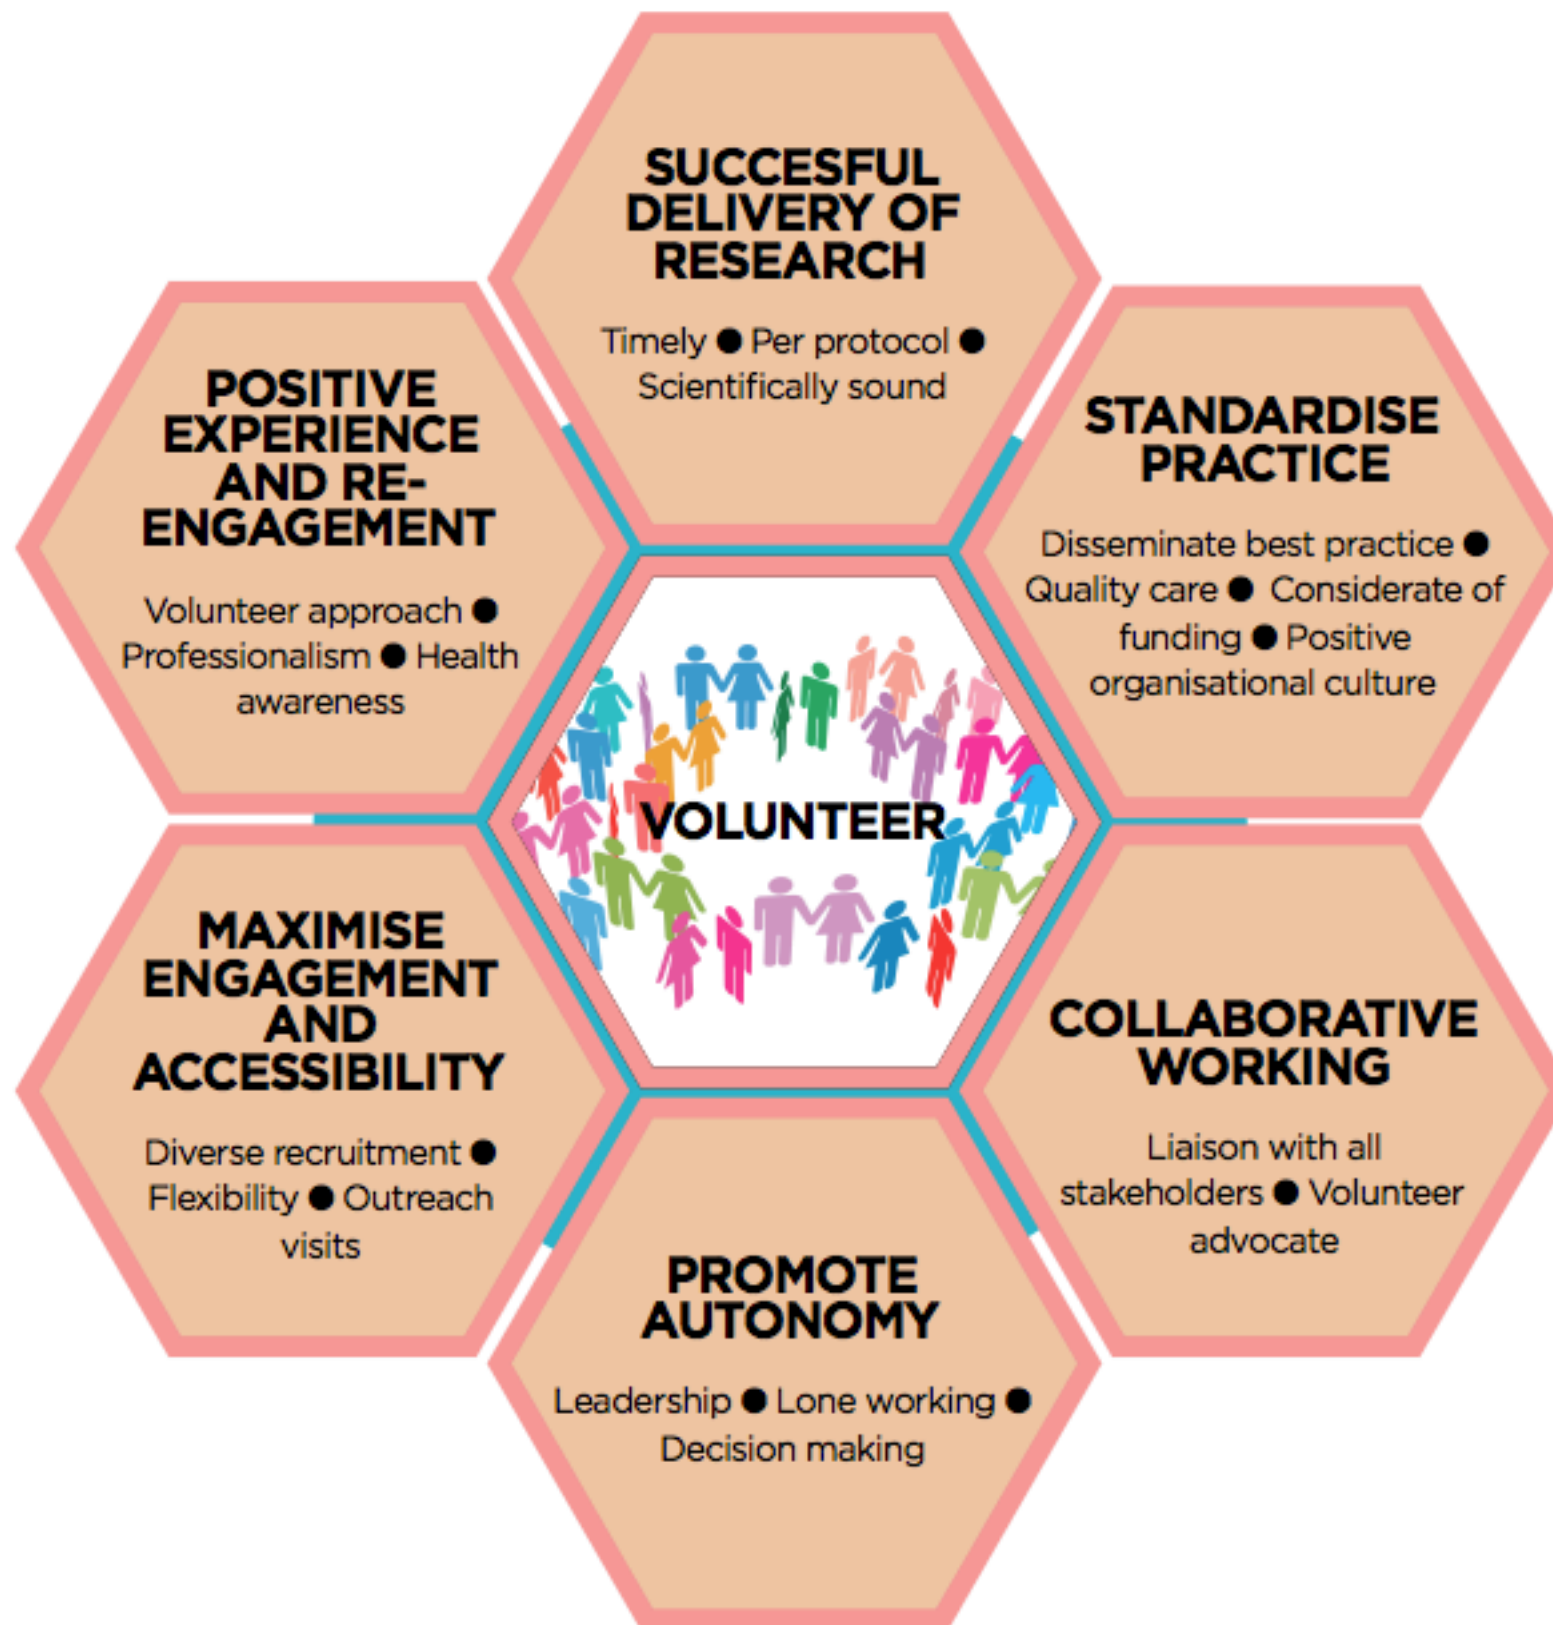 SUCCESFUL
DELIVERY OF
RESEARCH
Timely ● Per protocol ●
Scientifically sound
POSITIVE
EXPERIENCE
AND RE-
ENGAGEMENT
Volunteer approach ●
Professionalism ● Health
awareness
STANDARDISE
PRACTICE
Disseminate best practice ●
Quality care ● Considerate of
funding ● Positive
organisational culture
VOLUNTEER
MAXIMISE
ENGAGEMENT
AND
ACCESSIBILITY
Diverse recruitment ●
Flexibility ● Outreach
visits
COLLABORATIVE
WORKING
Liaison with all
stakeholders ● Volunteer
advocate
PROMOTE
AUTONOMY
Leadership ● Lone working ●
Decision making